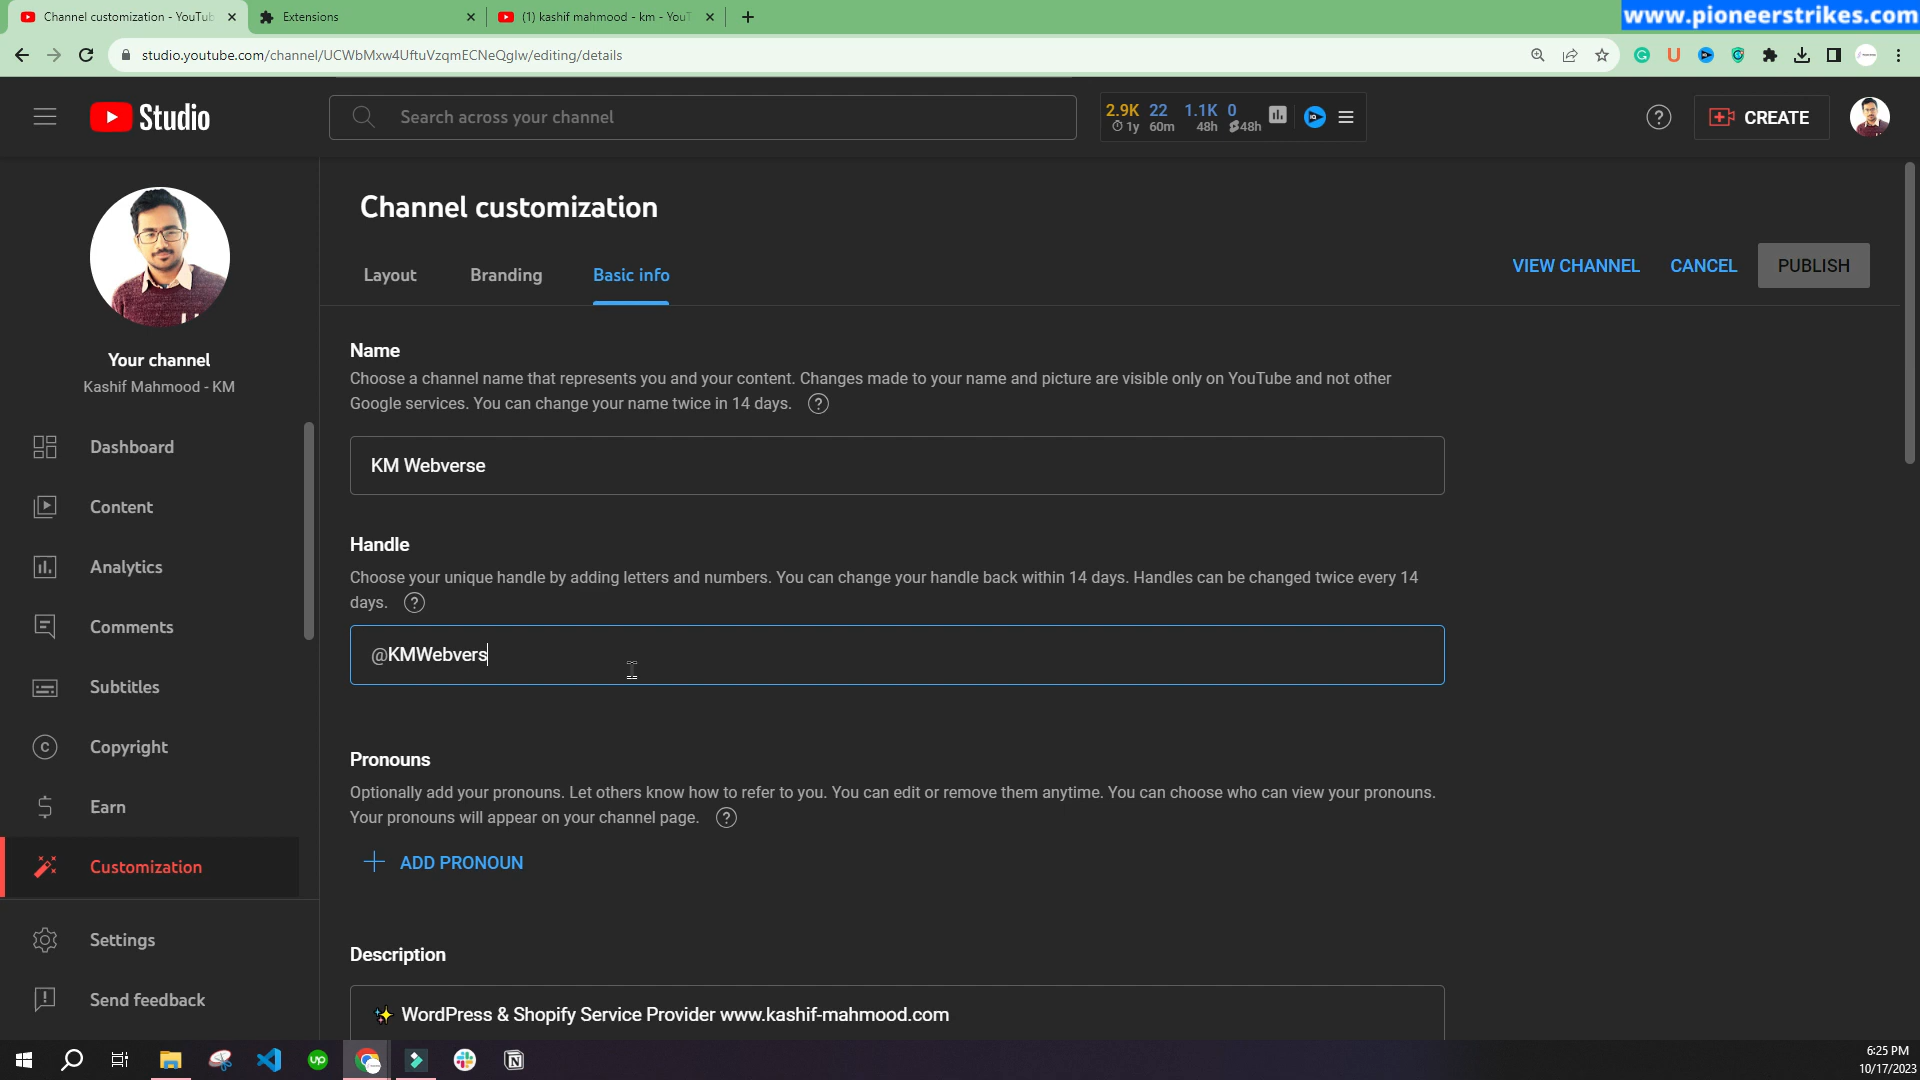 Channel customization - YouTub
Extensions
(1) kashif mahmood - km - YouT
www.pioneerstrikes.com
studio.youtube.com/channel/UCWbMxw4UftuVzqmECNeQgIw/editing/details
Studio
Search across your channel
2.9K 22 1.1K 0
1y 60m 48h 48h
CREATE
Your channel
Kashif Mahmood - KM
Dashboard
Content
Analytics
Comments
Subtitles
Copyright
Earn
Customization
Settings
Send feedback
Channel customization
Layout
Branding
Basic info
VIEW CHANNEL
CANCEL
PUBLISH
Name
Choose a channel name that represents you and your content. Changes made to your name and picture are visible only on YouTube and not other
Google services. You can change your name twice in 14 days.
KM Webverse
Handle
Choose your unique handle by adding letters and numbers. You can change your handle back within 14 days. Handles can be changed twice every 14
days.
@KMWebvers
Pronouns
Optionally add your pronouns. Let others know how to refer to you. You can edit or remove them anytime. You can choose who can view your pronouns.
Your pronouns will appear on your channel page.
ADD PRONOUN
Description
✨ WordPress & Shopify Service Provider www.kashif-mahmood.com
6:25 PM
10/17/2023